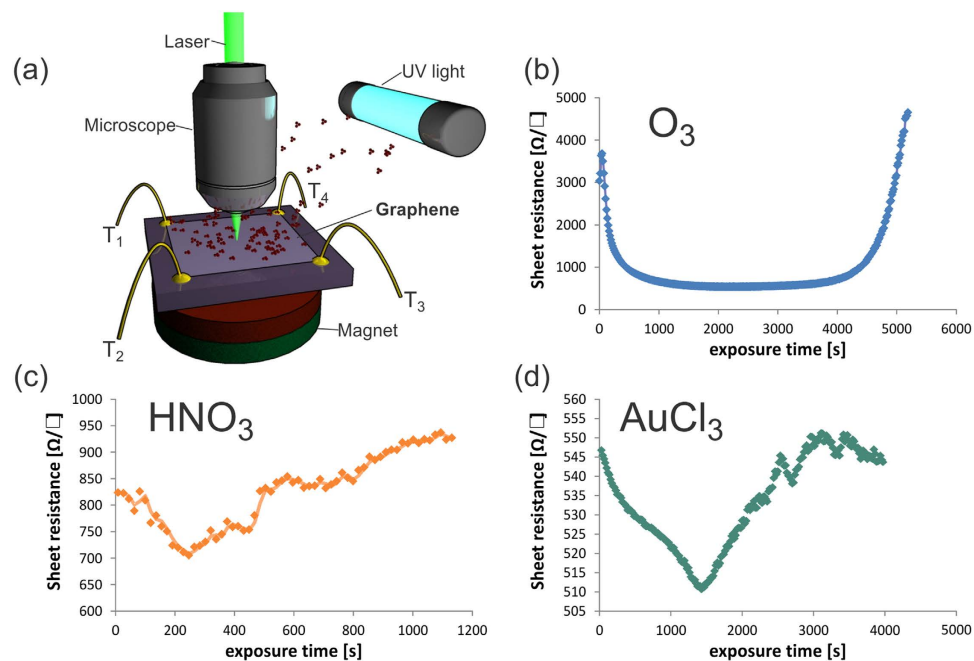 (a)
Laser
Microscope
UV light
T4
Graphene
T1
T3
T2
Magnet
(b)
O3
Sheet resistance [Ω/□]
5000
4000
3000
2000
1000
0
0 1000 2000 3000 4000 5000 6000
exposure time [s]
(c)
HNO3
Sheet resistance [Ω/□]
1000
950
900
850
800
750
700
650
600
0 200 400 600 800 1000 1200
exposure time [s]
(d)
AuCl3
Sheet resistance [Ω/□]
560
555
550
545
540
535
530
525
520
515
510
505
0 1000 2000 3000 4000 5000
exposure time [s]